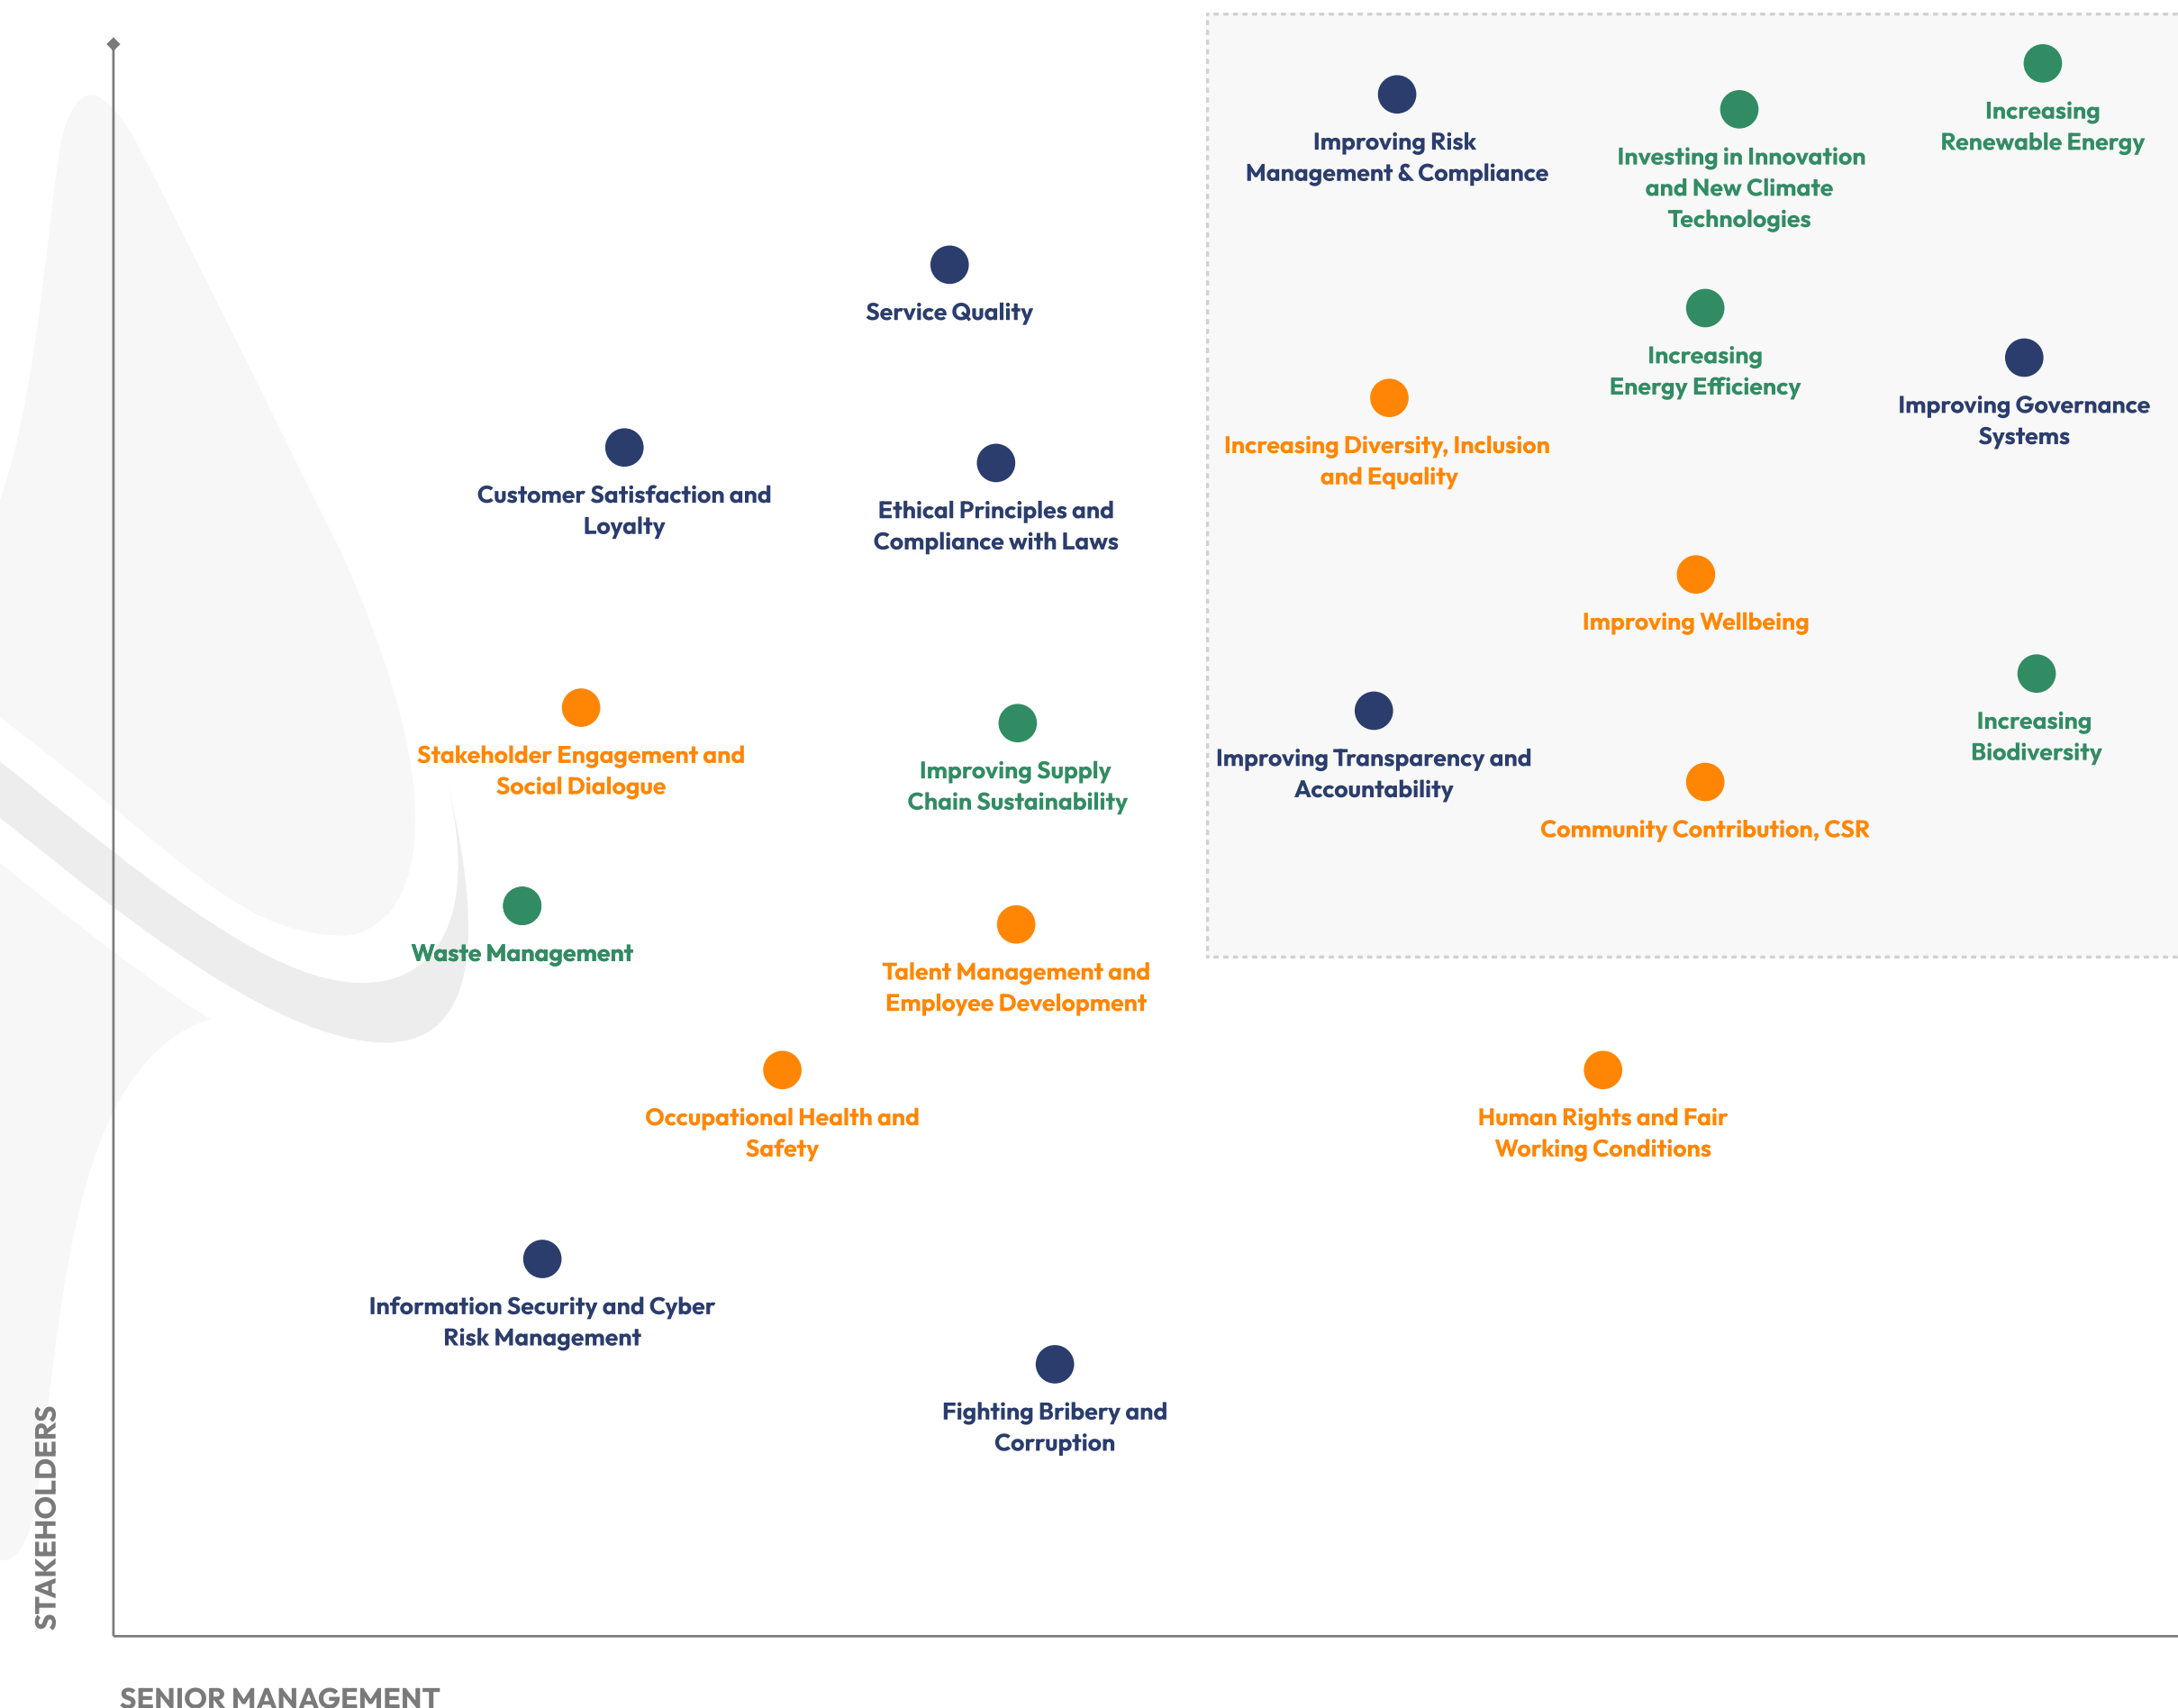 Increasing
Renewable Energy
Improving Risk
Management & Compliance
Investing in Innovation
and New Climate
Technologies
Service Quality
Increasing
Energy Efficiency
Improving Governance
Systems
Increasing Diversity, Inclusion
and Equality
Customer Satisfaction and
Loyalty
Ethical Principles and
Compliance with Laws
Improving Wellbeing
Increasing
Biodiversity
Stakeholder Engagement and
Social Dialogue
Improving Supply
Chain Sustainability
Improving Transparency and
Accountability
Community Contribution, CSR
Waste Management
Talent Management and
Employee Development
Occupational Health and
Safety
Human Rights and Fair
Working Conditions
Information Security and Cyber
Risk Management
Fighting Bribery and
Corruption
STAKEHOLDERS
SENIOR MANAGEMENT